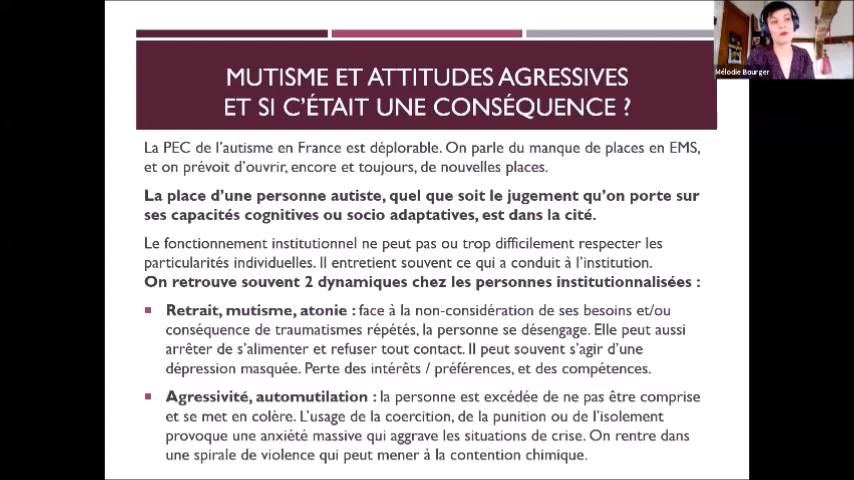 Mélodie Bourger
MUTISME ET ATTITUDES AGRESSIVES
ET SI C'ÉTAIT UNE CONSÉQUENCE ?
La PEC de l'autisme en France est déplorable. On parle du manque de places en EMS,
et on prévoit d'ouvrir, encore et toujours, de nouvelles places.
La place d'une personne autiste, quel que soit le jugement qu'on porte sur
ses capacités cognitives ou socio adaptatives, est dans la cité.
Le fonctionnement institutionnel ne peut pas ou trop difficilement respecter les
particularités individuelles. Il entretient souvent ce qui a conduit à l'institution.
On retrouve souvent 2 dynamiques chez les personnes institutionnalisées :
Retrait, mutisme, atonie : face à la non-considération de ses besoins et/ou
conséquence de traumatismes répétés, la personne se désengage. Elle peut aussi
arrêter de s'alimenter et refuser tout contact. Il peut souvent s'agir d'une
dépression masquée. Perte des intérêts / préférences, et des compétences.
Agressivité, automutilation : la personne est excédée de ne pas être comprise
et se met en colère. L'usage de la coercition, de la punition ou de l'isolement
provoque une anxiété massive qui aggrave les situations de crise. On rentre dans
une spirale de violence qui peut mener à la contention chimique.